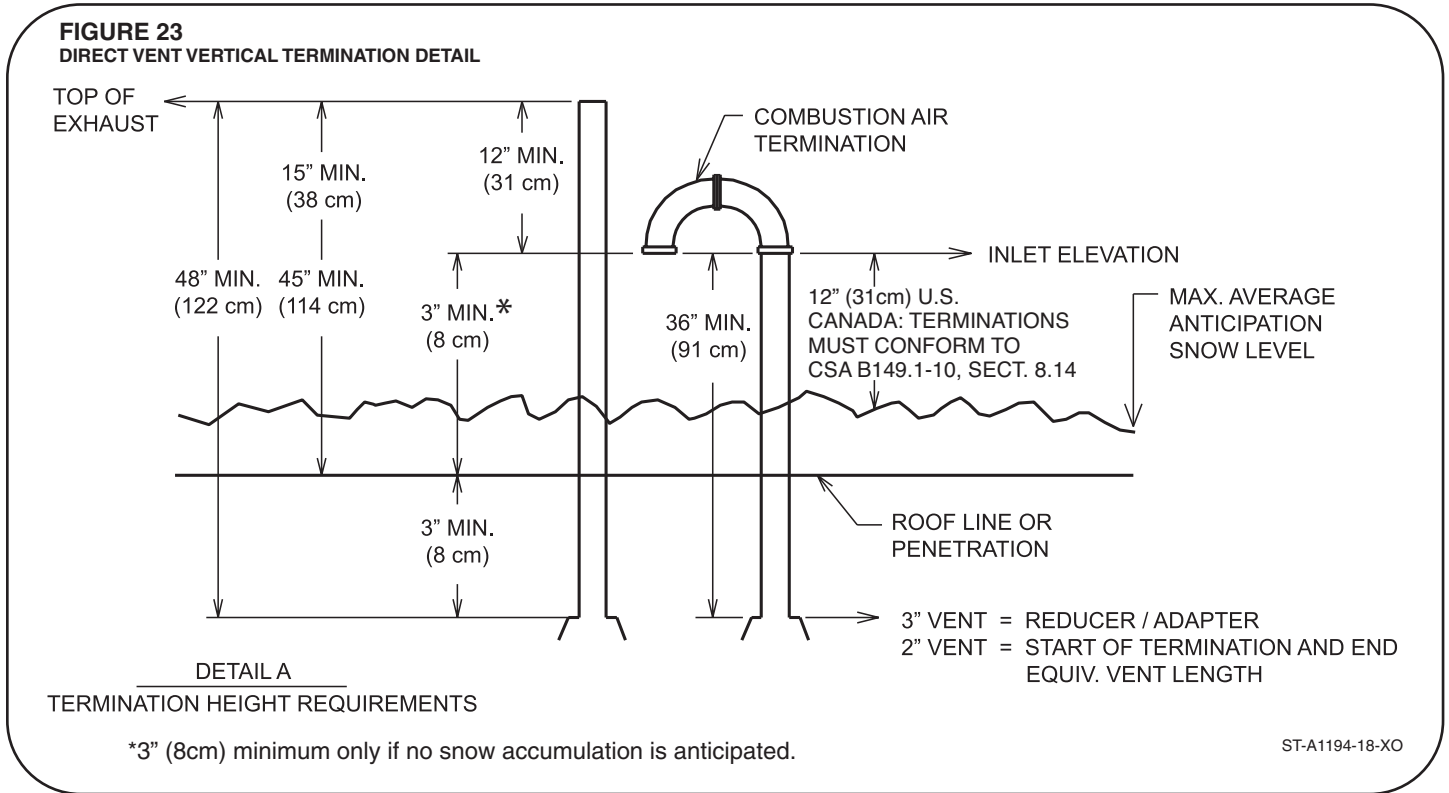 FIGURE 23
DIRECT VENT VERTICAL TERMINATION DETAIL
TOP OF
EXHAUST
15” MIN.
(38 cm)
12” MIN.
(31 cm)
COMBUSTION AIR
TERMINATION
INLET ELEVATION
48” MIN.
(122 cm)
45” MIN.
(114 cm)
3” MIN.*
(8 cm)
36” MIN.
(91 cm)
12” (31cm) U.S.
CANADA: TERMINATIONS
MUST CONFORM TO
CSA B149.1-10, SECT. 8.14
MAX. AVERAGE
ANTICIPATION
SNOW LEVEL
3” MIN.
(8 cm)
ROOF LINE OR
PENETRATION
3” VENT = REDUCER / ADAPTER
2” VENT = START OF TERMINATION AND END
EQUIV. VENT LENGTH
DETAIL A
TERMINATION HEIGHT REQUIREMENTS
*3” (8cm) minimum only if no snow accumulation is anticipated.
ST-A1194-18-XO